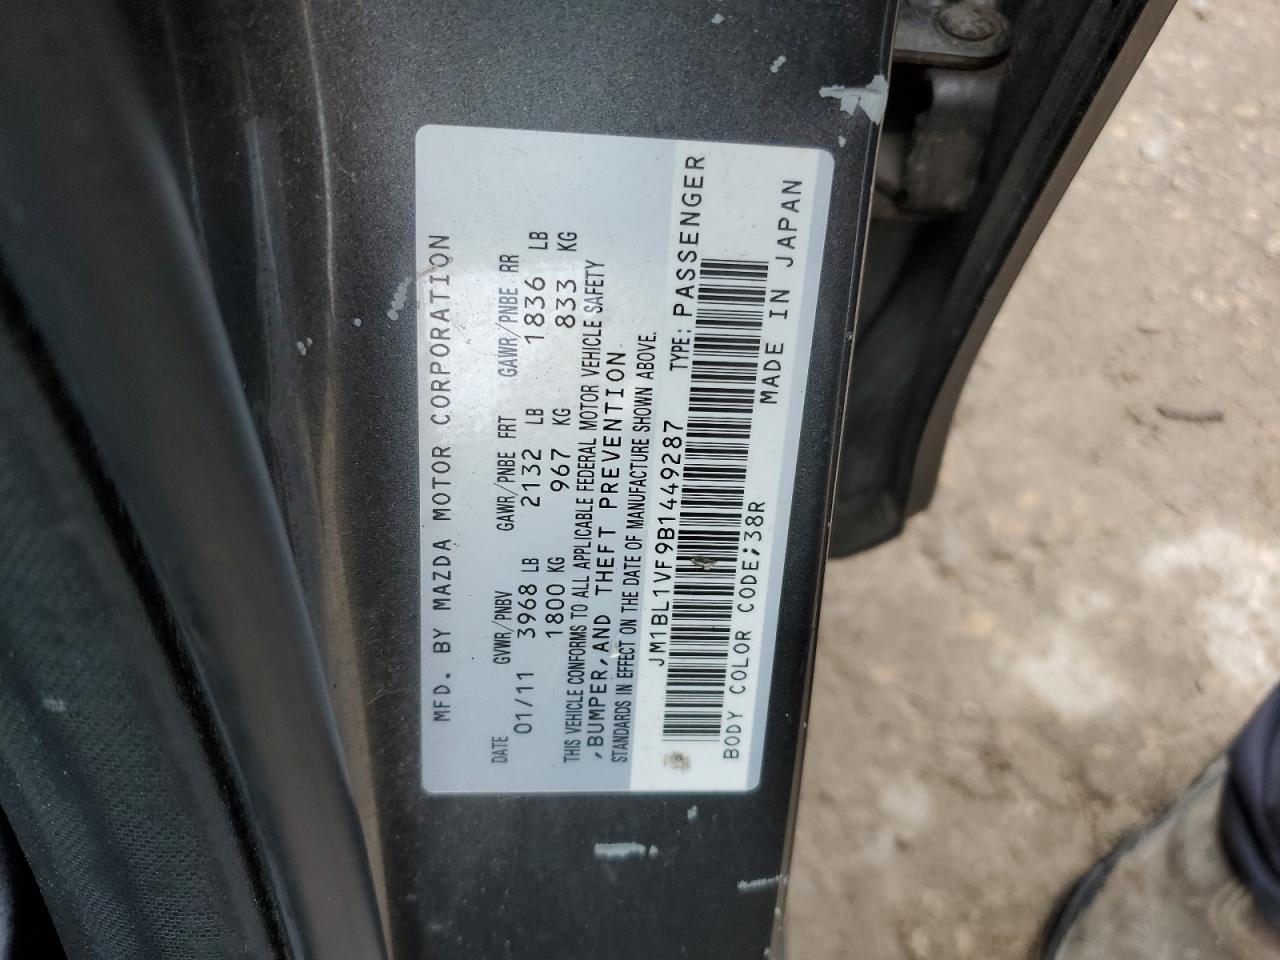 MFD. BY MAZDA MOTOR CORPORATION
DATE GVWR/PNBV GAWR/PNBE FRT GAWR/PNBE RR
01/11 3968 LB 2132 LB 1836 LB
1800 KG 967 KG 833 KG
THIS VEHICLE CONFORMS TO ALL APPLICABLE FEDERAL MOTOR VEHICLE SAFETY
,BUMPER,AND THEFT PREVENTION
STANDARDS IN EFFECT ON THE DATE OF MANUFACTURE SHOWN ABOVE.
JM1BL1VF9B1449287 TYPE: PASSENGER
BODY COLOR CODE;38R MADE IN JAPAN